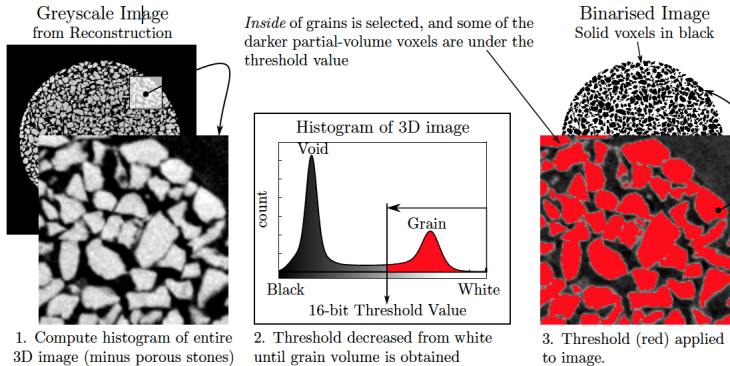 Greyscale Image
from Reconstruction
Inside of grains is selected, and some of the
darker partial-volume voxels are under the
threshold value
Binarised Image
Solid voxels in black
Histogram of 3D image
Void
count
Grain
Black
White
16-bit Threshold Value
1. Compute histogram of entire
3D image (minus porous stones)
2. Threshold decreased from white
until grain volume is obtained
3. Threshold (red) applied
to image.